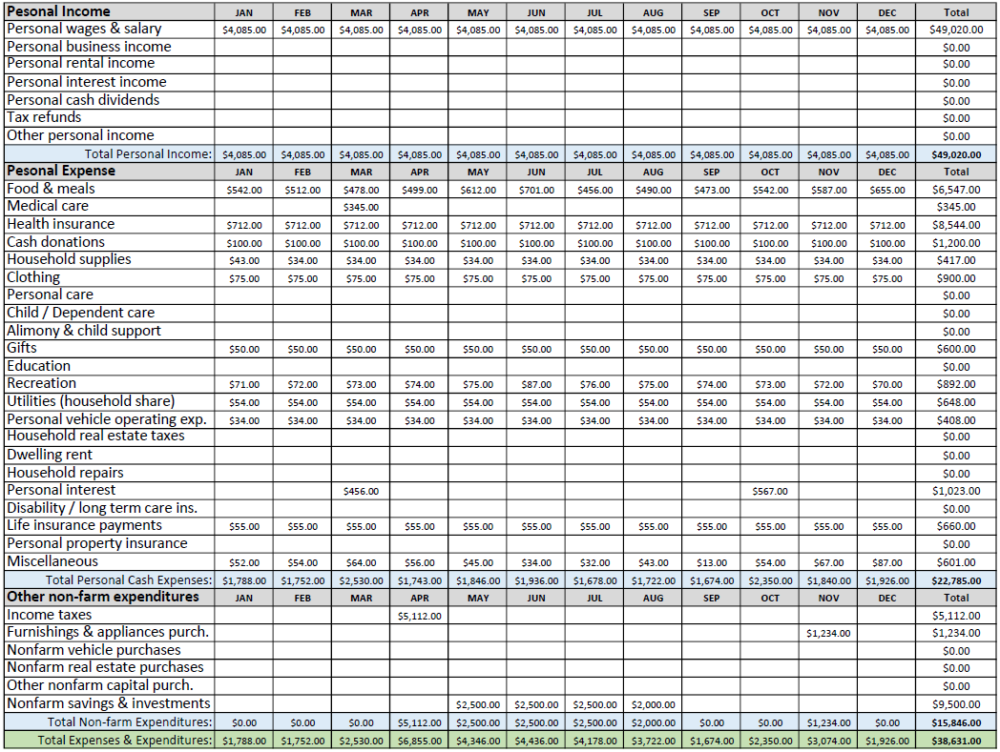 Pesonal Income JAN FEB MAR APR MAY JUN JUL AUG SEP OCT NOV DEC Total
Personal wages & salary $4,085.00 $4,085.00 $4,085.00 $4,085.00 $4,085.00 $4,085.00 $4,085.00 $4,085.00 $4,085.00 $4,085.00 $4,085.00 $4,085.00 $49,020.00
Personal business income $0.00
Personal rental income $0.00
Personal interest income $0.00
Personal cash dividends $0.00
Tax refunds $0.00
Other personal income $0.00
Total Personal Income: $4,085.00 $4,085.00 $4,085.00 $4,085.00 $4,085.00 $4,085.00 $4,085.00 $4,085.00 $4,085.00 $4,085.00 $4,085.00 $4,085.00 $49,020.00
Pesonal Expense JAN FEB MAR APR MAY JUN JUL AUG SEP OCT NOV DEC Total
Food & meals $542.00 $512.00 $478.00 $499.00 $612.00 $701.00 $456.00 $490.00 $473.00 $542.00 $587.00 $655.00 $6,547.00
Medical care $345.00 $345.00
Health insurance $712.00 $712.00 $712.00 $712.00 $712.00 $712.00 $712.00 $712.00 $712.00 $712.00 $712.00 $712.00 $8,544.00
Cash donations $100.00 $100.00 $100.00 $100.00 $100.00 $100.00 $100.00 $100.00 $100.00 $100.00 $100.00 $100.00 $1,200.00
Household supplies $43.00 $34.00 $34.00 $34.00 $34.00 $34.00 $34.00 $34.00 $34.00 $34.00 $34.00 $34.00 $417.00
Clothing $75.00 $75.00 $75.00 $75.00 $75.00 $75.00 $75.00 $75.00 $75.00 $75.00 $75.00 $75.00 $900.00
Personal care $0.00
Child / Dependent care $0.00
Alimony & child support $0.00
Gifts $50.00 $50.00 $50.00 $50.00 $50.00 $50.00 $50.00 $50.00 $50.00 $50.00 $50.00 $50.00 $600.00
Education $0.00
Recreation $71.00 $72.00 $73.00 $74.00 $75.00 $87.00 $76.00 $75.00 $74.00 $73.00 $72.00 $70.00 $892.00
Utilities (household share) $54.00 $54.00 $54.00 $54.00 $54.00 $54.00 $54.00 $54.00 $54.00 $54.00 $54.00 $54.00 $648.00
Personal vehicle operating exp. $34.00 $34.00 $34.00 $34.00 $34.00 $34.00 $34.00 $34.00 $34.00 $34.00 $34.00 $34.00 $408.00
Household real estate taxes $0.00
Dwelling rent $0.00
Household repairs $0.00
Personal interest $456.00 $567.00 $1,023.00
Disability / long term care ins. $0.00
Life insurance payments $55.00 $55.00 $55.00 $55.00 $55.00 $55.00 $55.00 $55.00 $55.00 $55.00 $55.00 $55.00 $660.00
Personal property insurance $0.00
Miscellaneous $52.00 $54.00 $64.00 $56.00 $45.00 $34.00 $32.00 $43.00 $13.00 $54.00 $67.00 $87.00 $601.00
Total Personal Cash Expenses: $1,788.00 $1,752.00 $2,530.00 $1,743.00 $1,846.00 $1,936.00 $1,678.00 $1,722.00 $1,674.00 $2,350.00 $1,840.00 $1,926.00 $22,785.00
Other non-farm expenditures JAN FEB MAR APR MAY JUN JUL AUG SEP OCT NOV DEC Total
Income taxes $5,112.00 $5,112.00
Furnishings & appliances purch. $1,234.00 $1,234.00
Nonfarm vehicle purchases $0.00
Nonfarm real estate purchases $0.00
Other nonfarm capital purch. $0.00
Nonfarm savings & investments $2,500.00 $2,500.00 $2,500.00 $2,000.00 $9,500.00
Total Non-farm Expenditures: $0.00 $0.00 $0.00 $5,112.00 $2,500.00 $2,500.00 $2,500.00 $2,000.00 $0.00 $0.00 $1,234.00 $0.00 $15,846.00
Total Expenses & Expenditures: $1,788.00 $1,752.00 $2,530.00 $6,855.00 $4,346.00 $4,436.00 $4,178.00 $3,722.00 $1,674.00 $2,350.00 $3,074.00 $1,926.00 $38,631.00